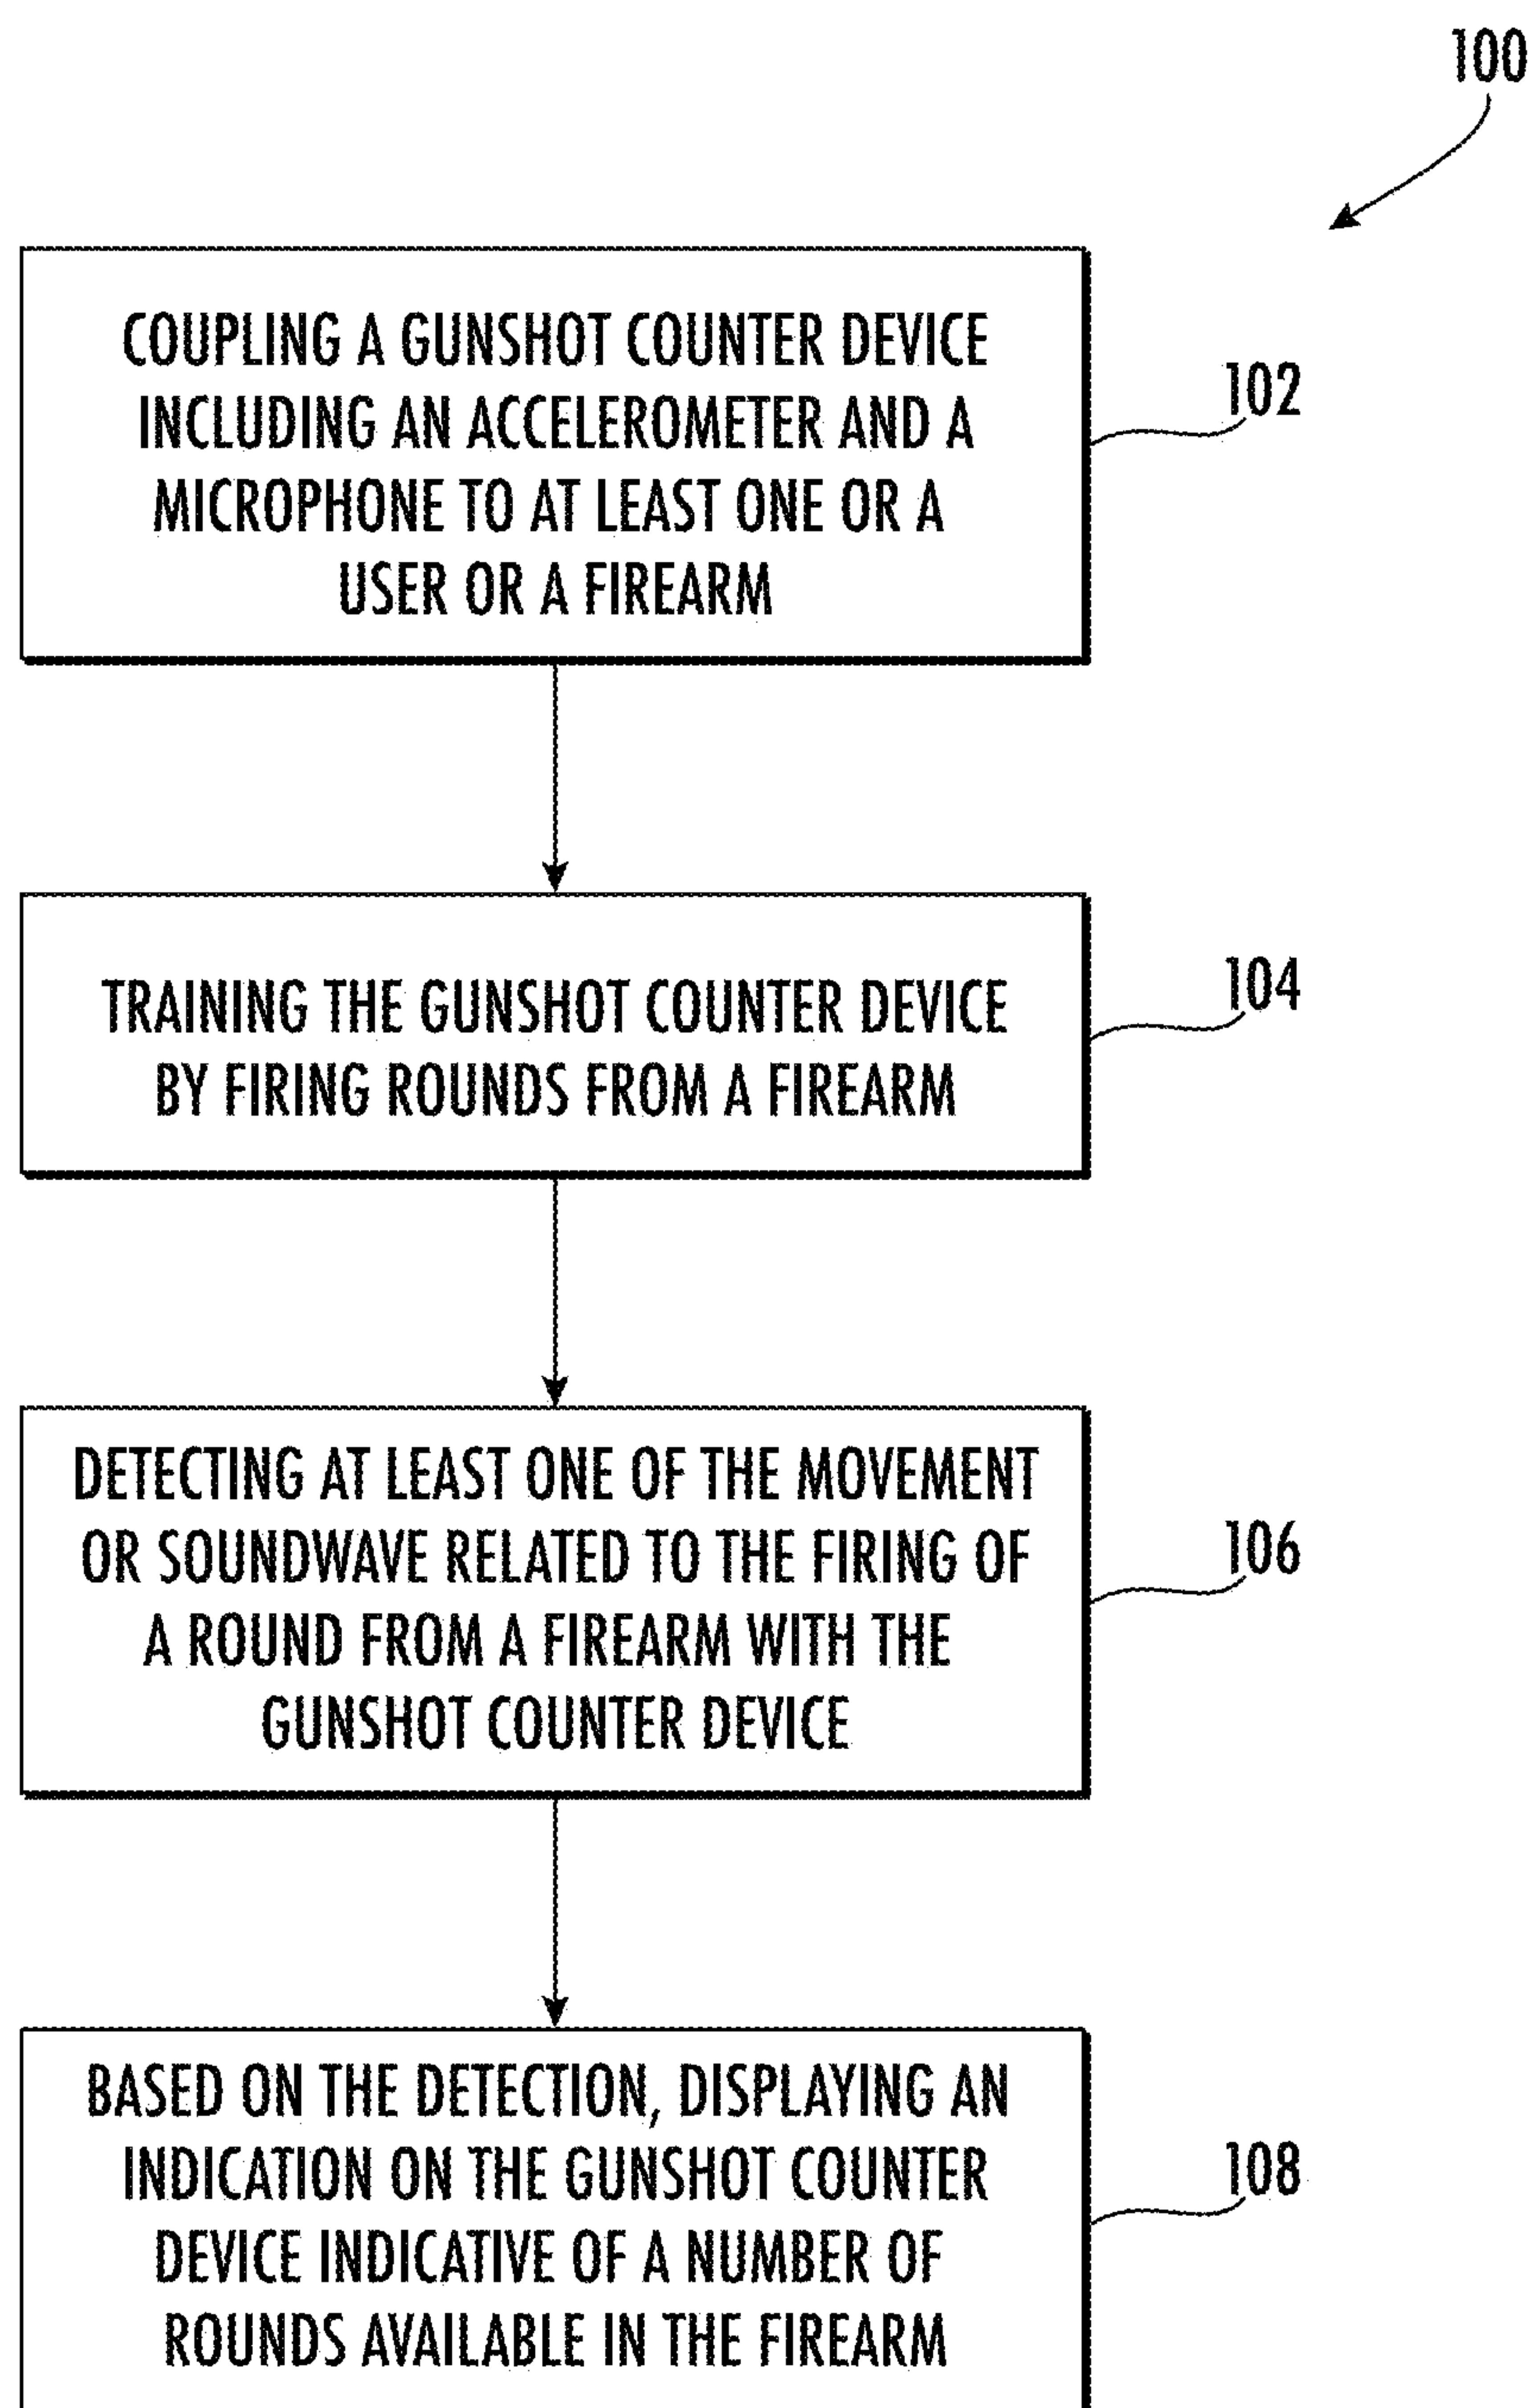 100
COUPLING A GUNSHOT COUNTER DEVICE
INCLUDING AN ACCELEROMETER AND A
MICROPHONE TO AT LEAST ONE OR A
USER OR A FIREARM
102
TRAINING THE GUNSHOT COUNTER DEVICE
BY FIRING ROUNDS FROM A FIREARM
104
DETECTING AT LEAST ONE OF THE MOVEMENT
OR SOUNDWAVE RELATED TO THE FIRING OF
A ROUND FROM A FIREARM WITH THE
GUNSHOT COUNTER DEVICE
106
BASED ON THE DETECTION, DISPLAYING AN
INDICATION ON THE GUNSHOT COUNTER
DEVICE INDICATIVE OF A NUMBER OF
ROUNDS AVAILABLE IN THE FIREARM
108